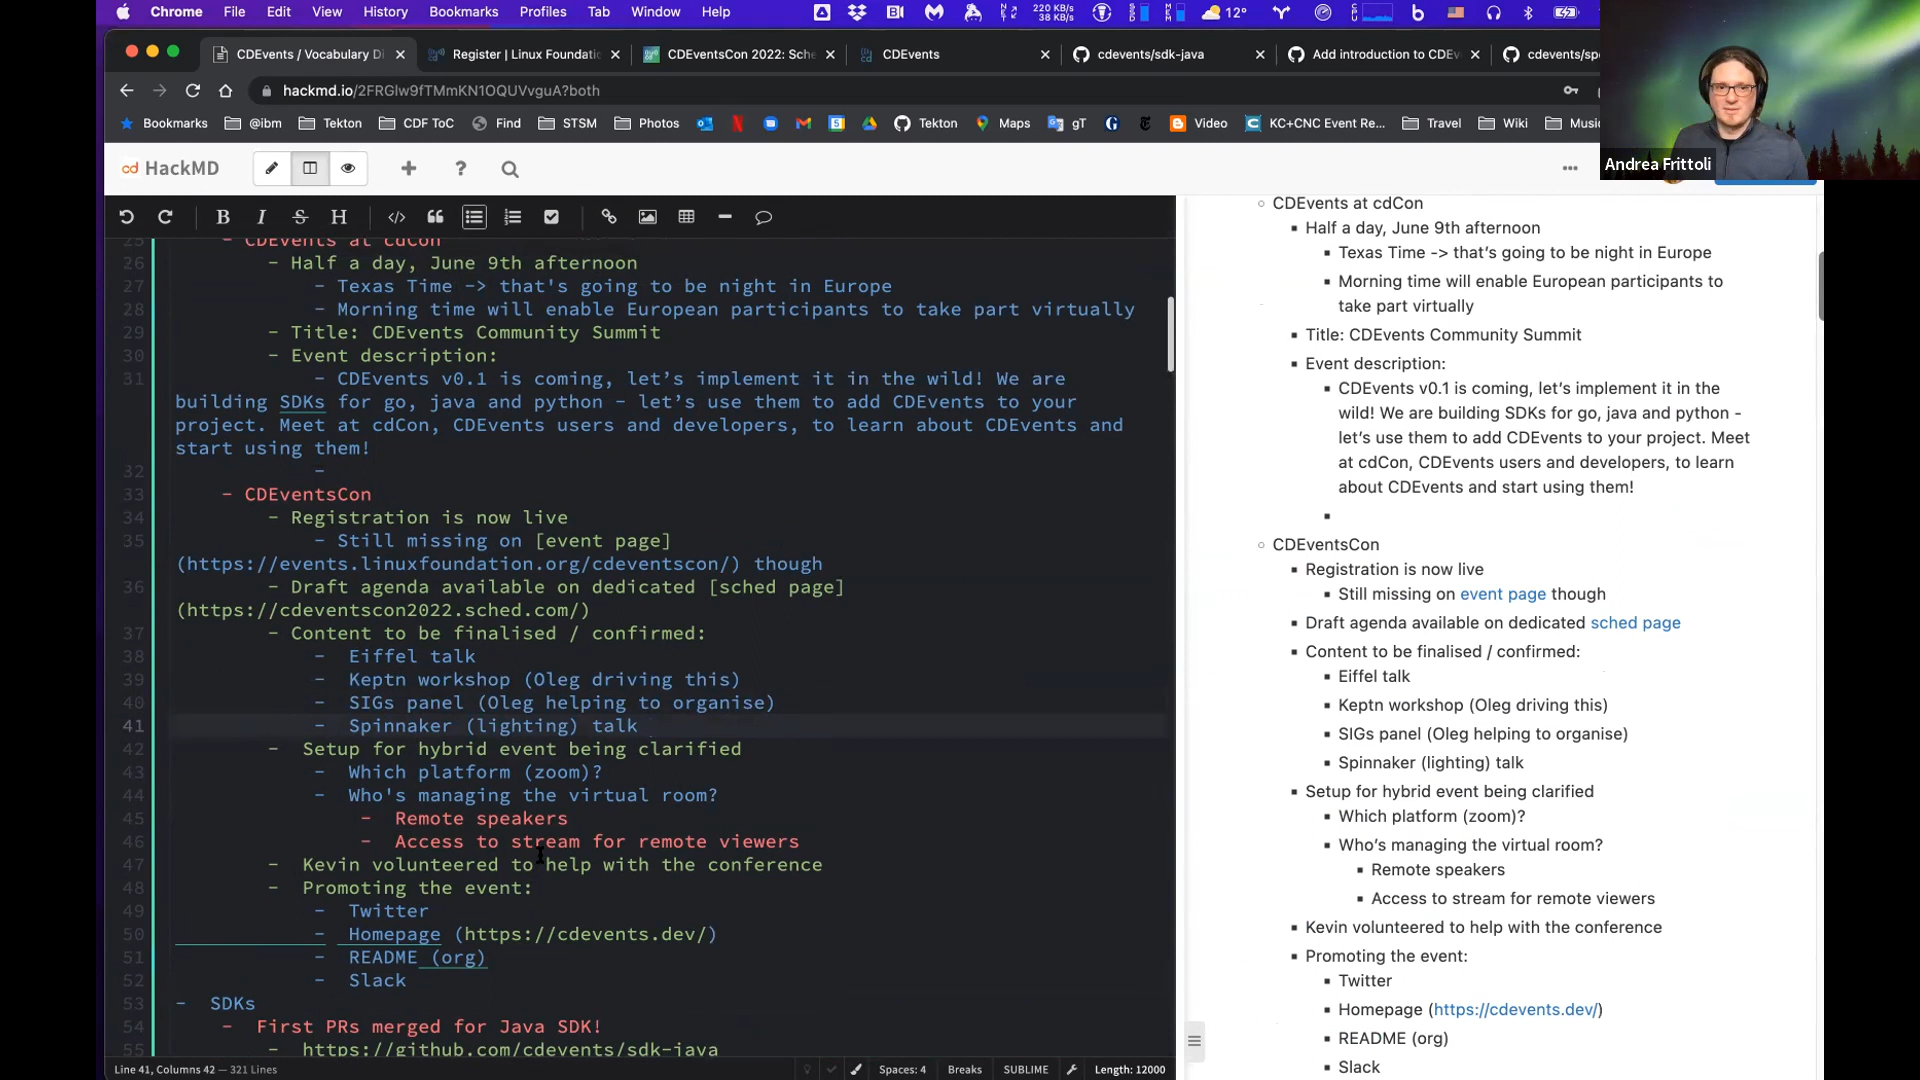 Chrome File Edit View History Bookmarks Profiles Tab Window Help
220 KB/s
38 KB/s
12°
CDEvents / Vocabulary Di
Register | Linux Foundatio
CDEventsCon 2022: Sche
CDEvents
cdevents/sdk-java
Add introduction to CDEv
cdevents/spe
hackmd.io/2FRGlw9fTMmKN1OQUVvguA?both
Bookmarks @ibm Tekton CDF ToC Find STSM Photos Tekton Maps gT Video KC+CNC Event Re... Travel Wiki Music
Andrea Frittoli
HackMD
25 - CDEvents at cdCon
26 - Half a day, June 9th afternoon
27 - Texas Time -> that's going to be night in Europe
28 - Morning time will enable European participants to take part virtually
29 - Title: CDEvents Community Summit
30 - Event description:
31 - CDEvents v0.1 is coming, let’s implement it in the wild! We are
building SDKs for go, java and python - let’s use them to add CDEvents to your
project. Meet at cdCon, CDEvents users and developers, to learn about CDEvents and
start using them!
32 -
33 - CDEventsCon
34 - Registration is now live
35 - Still missing on [event page]
(https://events.linuxfoundation.org/cdeventscon/) though
36 - Draft agenda available on dedicated [sched page]
(https://cdeventscon2022.sched.com/)
37 - Content to be finalised / confirmed:
38 - Eiffel talk
39 - Keptn workshop (Oleg driving this)
40 - SIGs panel (Oleg helping to organise)
41 - Spinnaker (lighting) talk
42 - Setup for hybrid event being clarified
43 - Which platform (zoom)?
44 - Who's managing the virtual room?
45 - Remote speakers
46 - Access to stream for remote viewers
47 - Kevin volunteered to help with the conference
48 - Promoting the event:
49 - Twitter
50 - Homepage (https://cdevents.dev/)
51 - README (org)
52 - Slack
53 - SDKs
54 - First PRs merged for Java SDK!
55 - https://github.com/cdevents/sdk-java
Line 41, Columns 42 — 321 Lines
Spaces: 4 Breaks SUBLIME Length: 12000
CDEvents at cdCon
Half a day, June 9th afternoon
Texas Time -> that’s going to be night in Europe
Morning time will enable European participants to
take part virtually
Title: CDEvents Community Summit
Event description:
CDEvents v0.1 is coming, let’s implement it in the
wild! We are building SDKs for go, java and python -
let’s use them to add CDEvents to your project. Meet
at cdCon, CDEvents users and developers, to learn
about CDEvents and start using them!
CDEventsCon
Registration is now live
Still missing on event page though
Draft agenda available on dedicated sched page
Content to be finalised / confirmed:
Eiffel talk
Keptn workshop (Oleg driving this)
SIGs panel (Oleg helping to organise)
Spinnaker (lighting) talk
Setup for hybrid event being clarified
Which platform (zoom)?
Who’s managing the virtual room?
Remote speakers
Access to stream for remote viewers
Kevin volunteered to help with the conference
Promoting the event:
Twitter
Homepage (https://cdevents.dev/)
README (org)
Slack